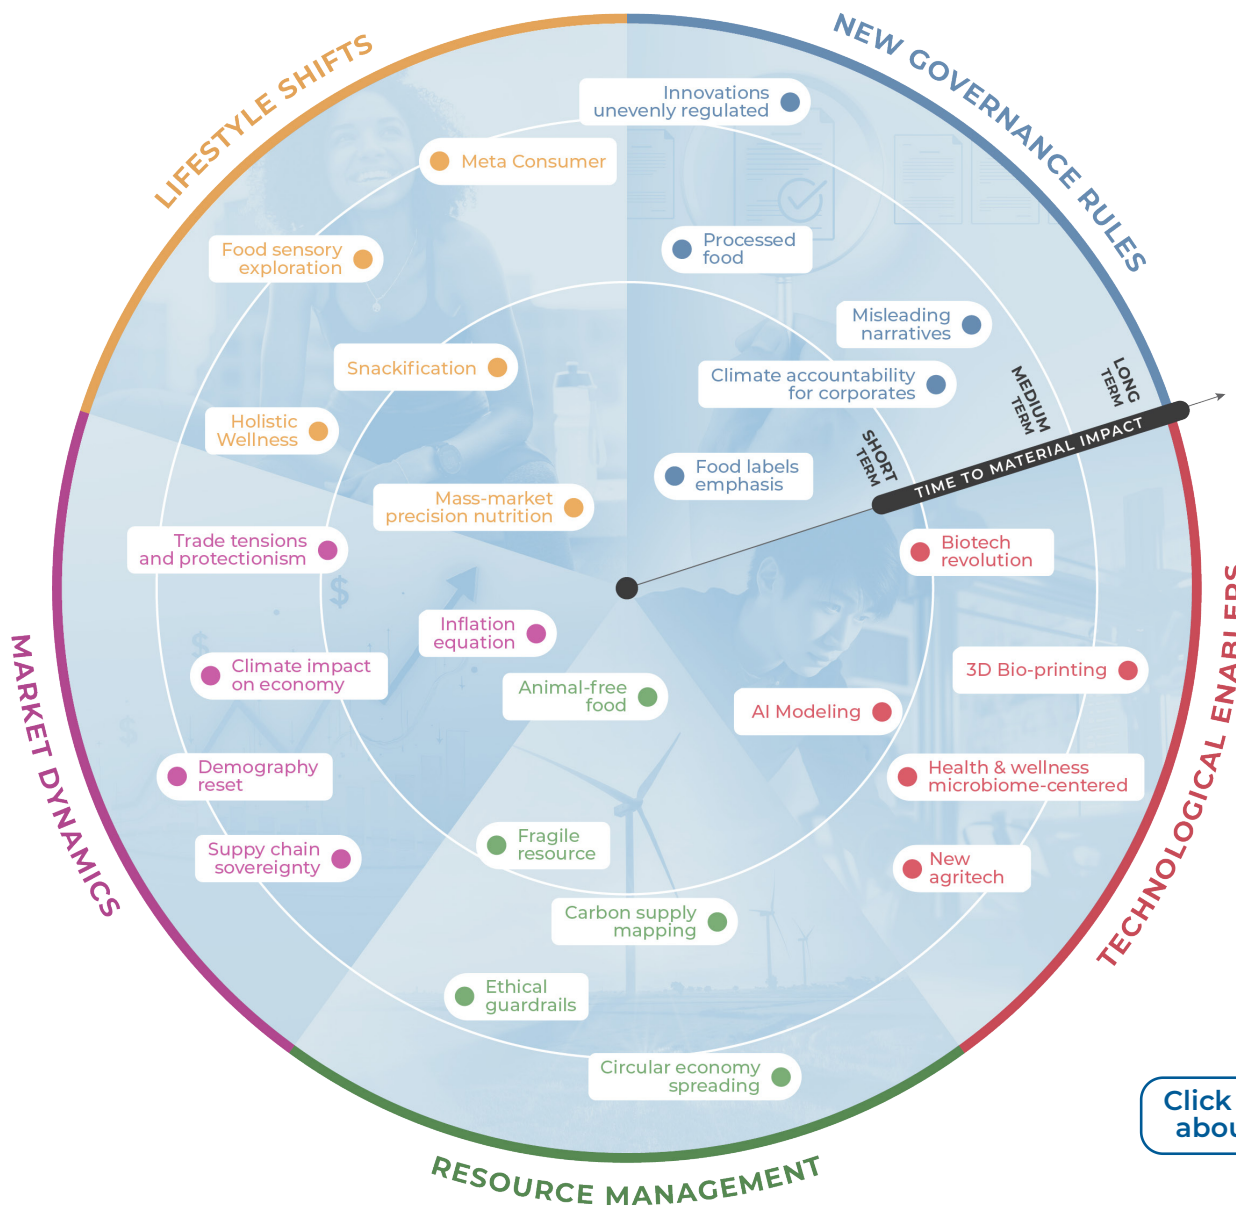 LIFESTYLE SHIFTS
NEW GOVERNANCE RULES
Innovations
unevenly regulated
Meta Consumer
Food sensory
exploration
Processed
food
Misleading
narratives
Snackification
Climate accountability
for corporates
Holistic
Wellness
Food labels
emphasis
Mass-market
precision nutrition
SHORT
TERM
MEDIUM
TERM
LONG
TERM
TIME TO MATERIAL IMPACT
Trade tensions
and protectionism
Biotech
revolution
Inflation
equation
Climate impact
on economy
3D Bio-printing
Animal-free
food
AI Modeling
Demography
reset
Health & wellness
microbiome-centered
Suppy chain
sovereignty
Fragile
resource
New
agritech
Carbon supply
mapping
Ethical
guardrails
Circular economy
spreading
MARKET DYNAMICS
TECHNOLOGICAL ENABLERS
RESOURCE MANAGEMENT
Click
abou